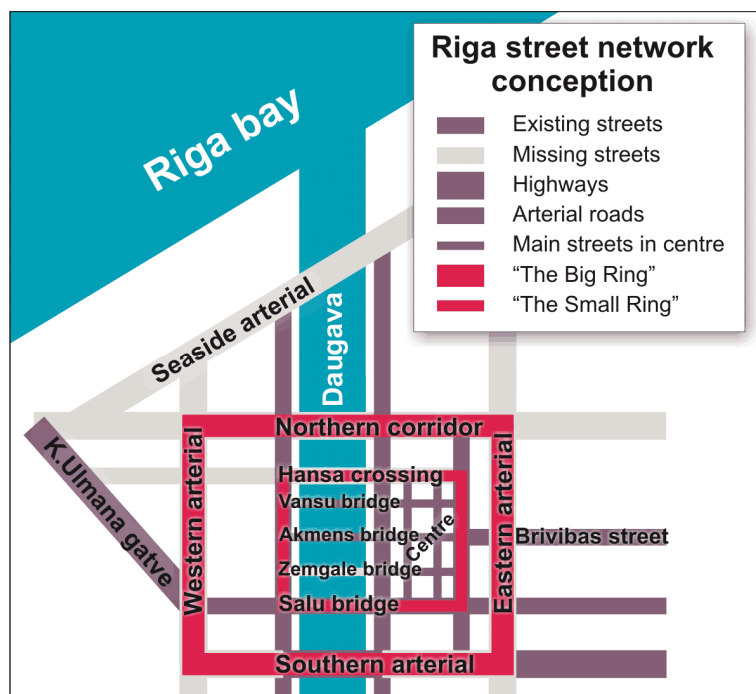 Riga street network
conception
Existing streets
Missing streets
Highways
Arterial roads
Main streets in centre
“The Big Ring”
“The Small Ring”
Riga bay
Seaside arterial
Daugava
Northern corridor
K.Ulmana gatve
Western arterial
Hansa crossing
Vansu bridge
Akmens bridge
Centre
Zemgale bridge
Salu bridge
Eastern arterial
Brivibas street
Southern arterial